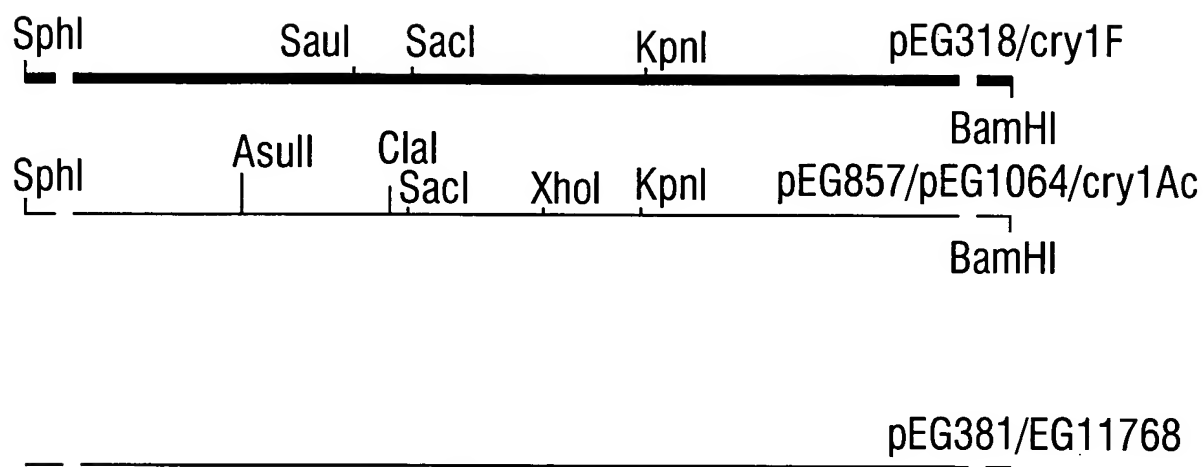 SphI SauI SacI KpnI pEG318/cry1F
BamHI
AsuII ClaI
SphI SacI XhoI KpnI pEG857/pEG1064/cry1Ac
BamHI
pEG381/EG11768